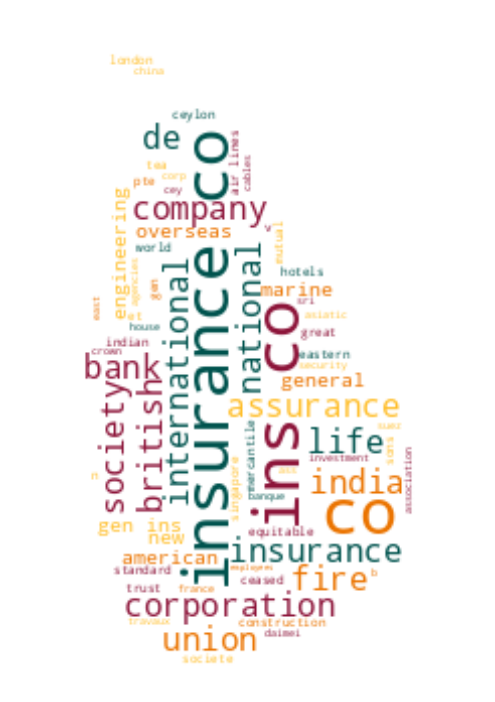 london
china
ceylon
de
air lines
cables
tea
corp
pte
cey
engineering
company
insurance co
overseas
mutual
world
national
international
agencies
gen
hotels
marine
sri
east
asiatic
et
house
great
indian
crown
eastern
bank
security
ins co
general
british
society
assurance
mercantile
suez
life
sons
association
investment
singapore
acc
n
india
banque
co
gen ins
new
equitable
insurance
american
employees
standard
ceased
fire
b
trust
france
corporation
travaux
construction
daimei
union
societe